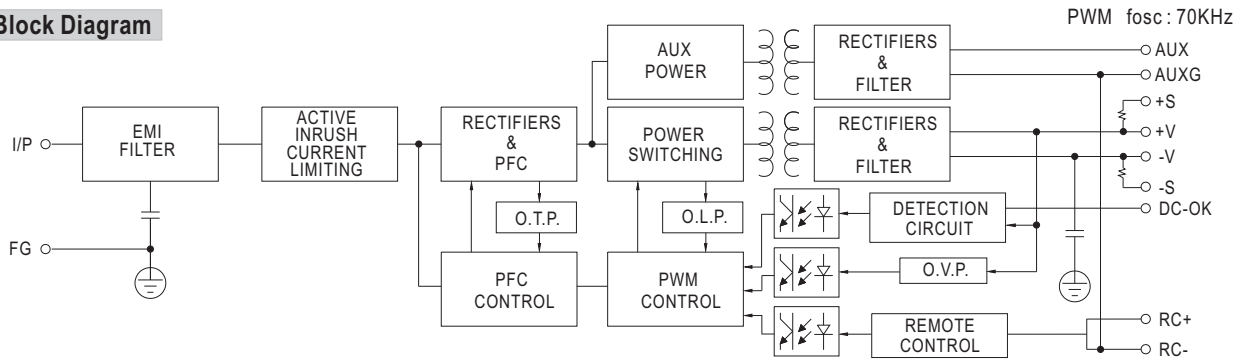 Block Diagram
PWM fosc : 70KHz
AUX
POWER
RECTIFIERS
&
FILTER
AUX
AUXG
I/P
EMI
FILTER
ACTIVE
INRUSH
CURRENT
LIMITING
RECTIFIERS
&
PFC
POWER
SWITCHING
RECTIFIERS
&
FILTER
+S
+V
-V
-S
O.T.P.
O.L.P.
DETECTION
CIRCUIT
DC-OK
FG
PFC
CONTROL
PWM
CONTROL
O.V.P.
REMOTE
CONTROL
RC+
RC-